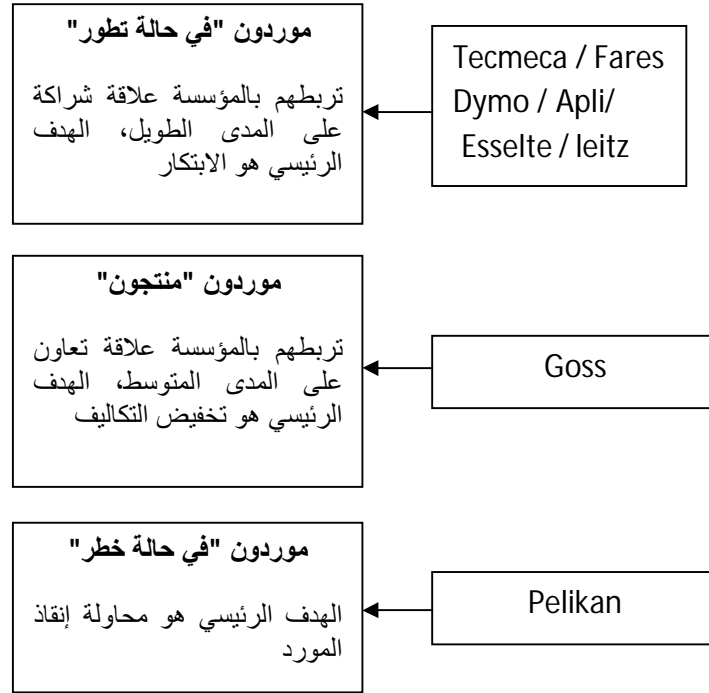 موردون "في حالة تطور"
تربطهم بالمؤسسة علاقة شراكة
على المدى الطويل، الهدف
الرئيسي هو الابتكار
Tecmeca / Fares
Dymo / Apli/
Esselte / leitz
موردون "منتجون"
تربطهم بالمؤسسة علاقة تعاون
على المدى المتوسط، الهدف
الرئيسي هو تخفيض التكاليف
Goss
موردون "في حالة خطر"
الهدف الرئيسي هو محاولة إنقاذ
المورد
Pelikan